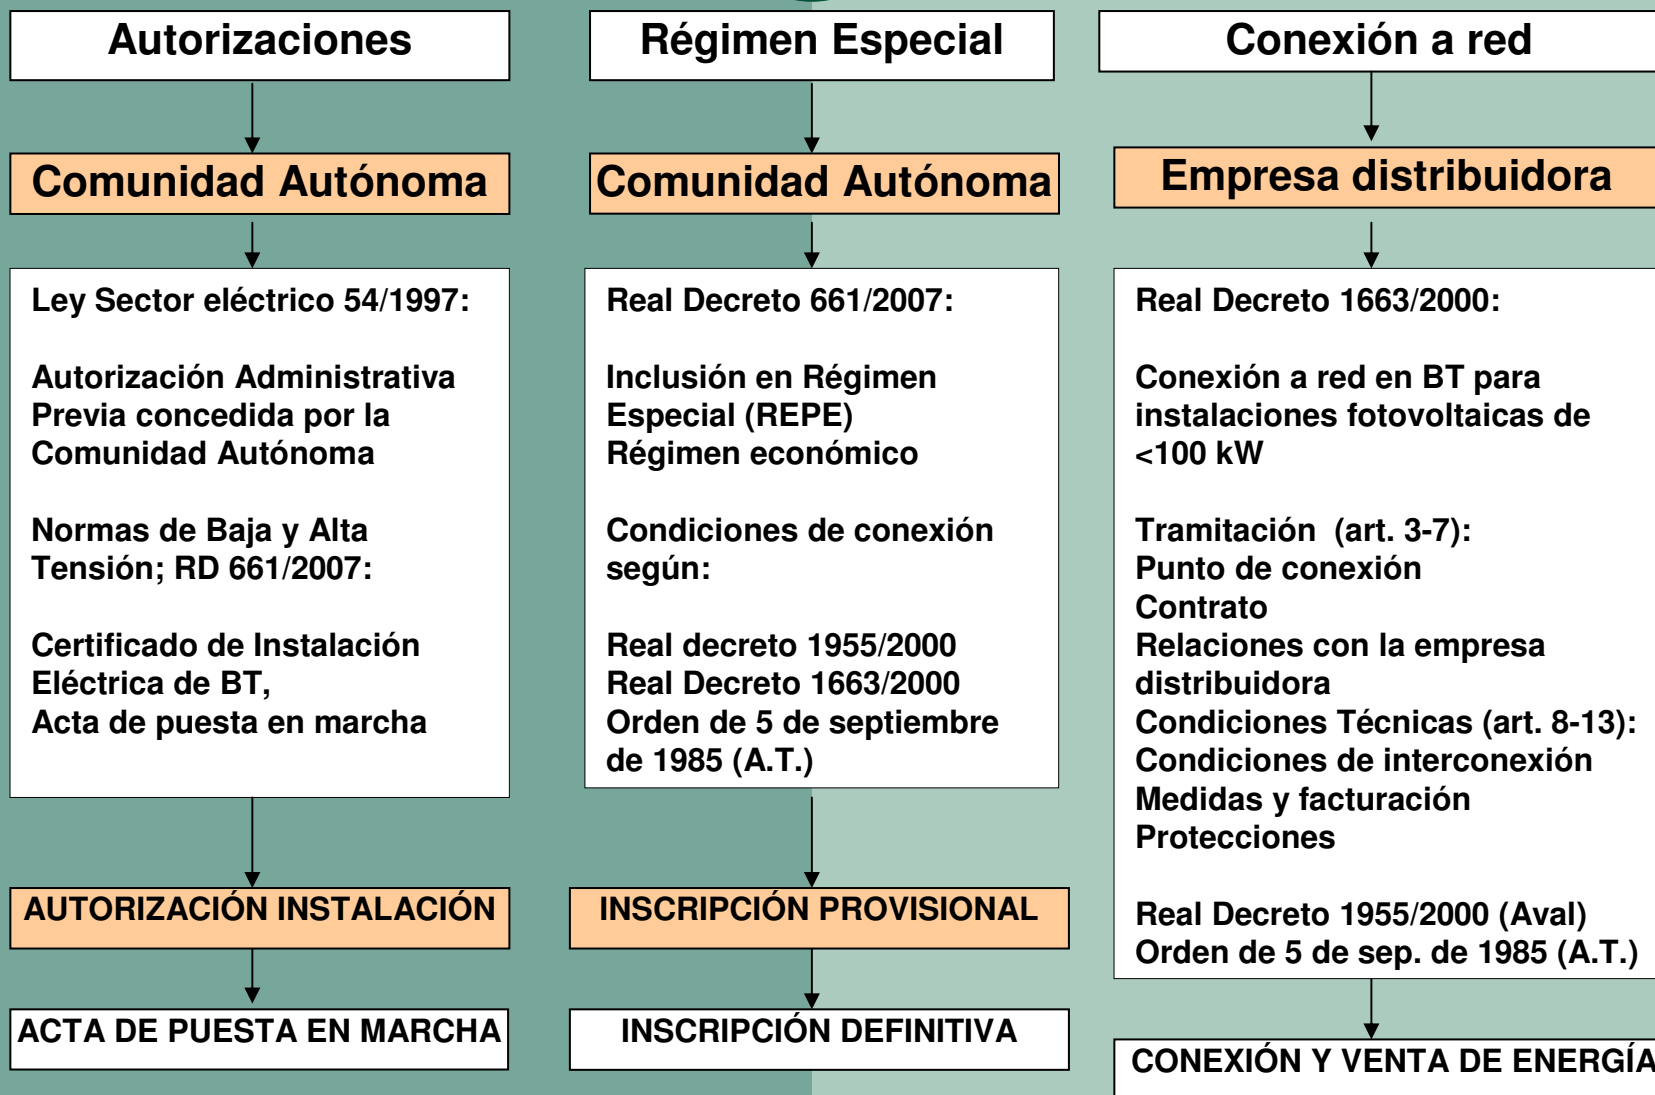 Autorizaciones
Comunidad Autónoma
Ley Sector eléctrico 54/1997:
Autorización Administrativa
Previa concedida por la
Comunidad Autónoma
Normas de Baja y Alta
Tensión; RD 661/2007:
Certificado de Instalación
Eléctrica de BT,
Acta de puesta en marcha
AUTORIZACIÓN INSTALACIÓN
ACTA DE PUESTA EN MARCHA
Régimen Especial
Comunidad Autónoma
Real Decreto 661/2007:
Inclusión en Régimen
Especial (REPE)
Régimen económico
Condiciones de conexión
según:
Real decreto 1955/2000
Real Decreto 1663/2000
Orden de 5 de septiembre
de 1985 (A.T.)
INSCRIPCIÓN PROVISIONAL
INSCRIPCIÓN DEFINITIVA
Conexión a red
Empresa distribuidora
Real Decreto 1663/2000:
Conexión a red en BT para
instalaciones fotovoltaicas de
<100 kW
Tramitación  (art. 3-7):
Punto de conexión
Contrato
Relaciones con la empresa
distribuidora
Condiciones Técnicas (art. 8-13):
Condiciones de interconexión
Medidas y facturación
Protecciones
Real Decreto 1955/2000 (Aval)
Orden de 5 de sep. de 1985 (A.T.)
CONEXIÓN Y VENTA DE ENERGÍA